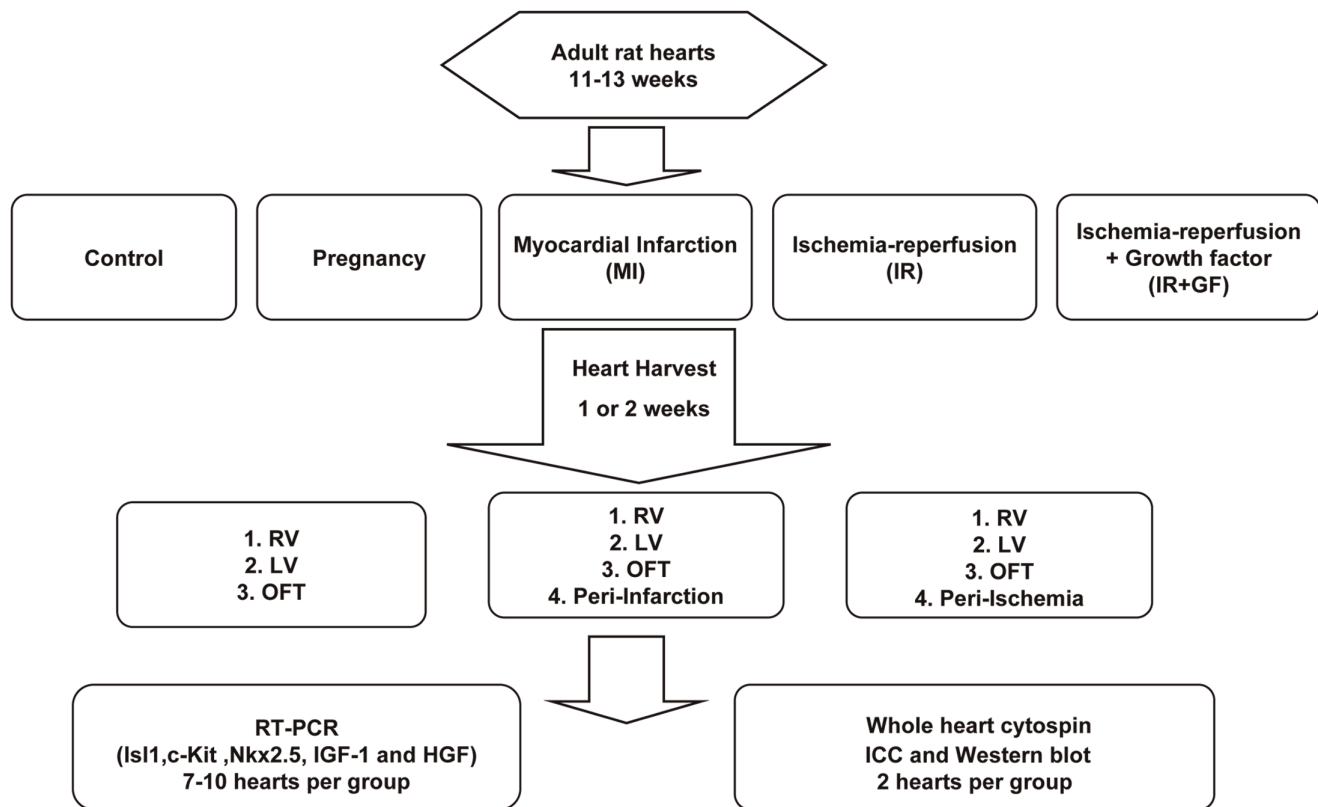 Adult rat hearts
11-13 weeks
Control
Pregnancy
Myocardial Infarction
(MI)
Ischemia-reperfusion
(IR)
Ischemia-reperfusion
+ Growth factor
(IR+GF)
Heart Harvest
1 or 2 weeks
1. RV
2. LV
3. OFT
1. RV
2. LV
3. OFT
4. Peri-Infarction
1. RV
2. LV
3. OFT
4. Peri-Ischemia
RT-PCR
(Isl1,c-Kit ,Nkx2.5, IGF-1 and HGF)
7-10 hearts per group
Whole heart cytospin
ICC and Western blot
2 hearts per group